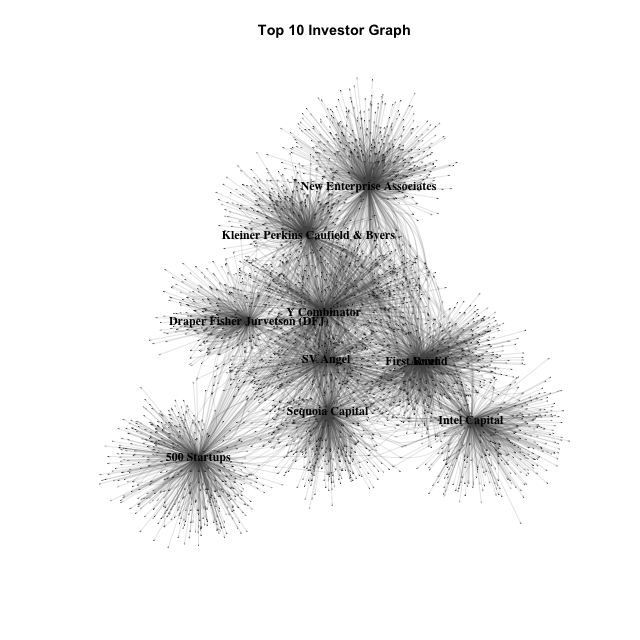 Top 10 Investor Graph
New Enterprise Associates
Kleiner Perkins Caufield & Byers
Y Combinator
Draper Fisher Jurvetson (DFJ)
SV Angel
First Round
Sequoia Capital
Intel Capital
500 Startups